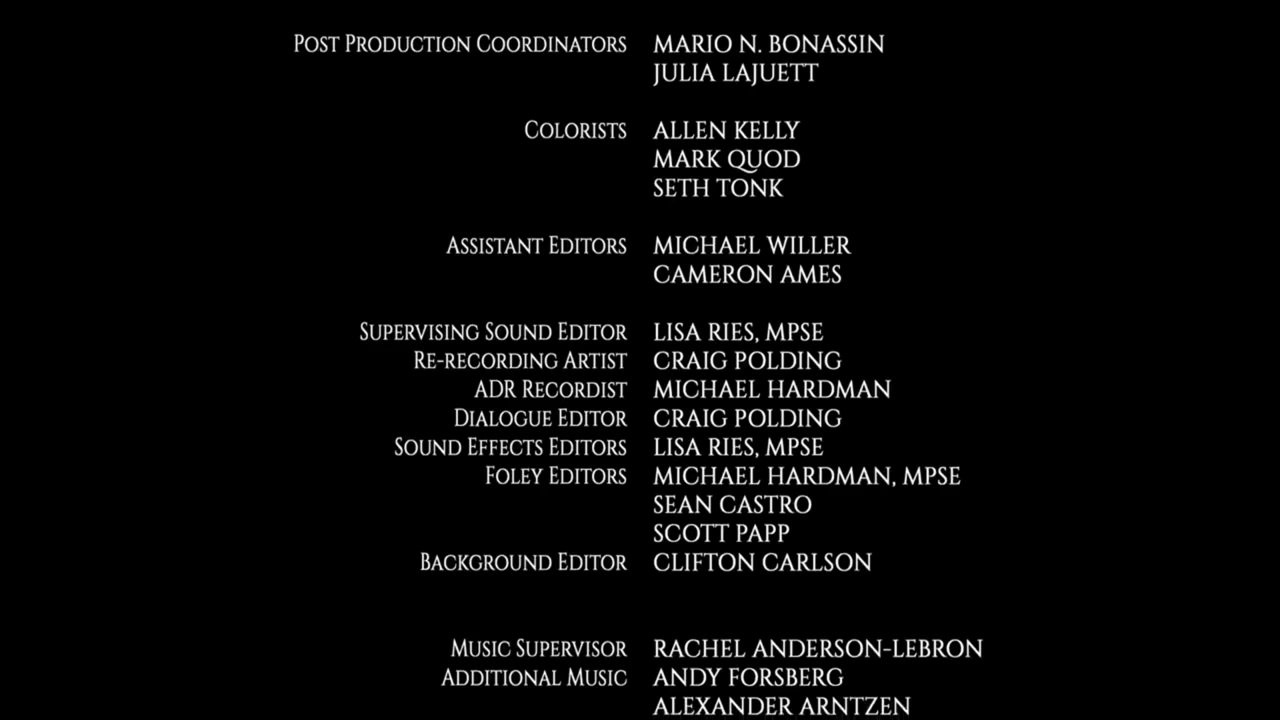 Post Production Coordinators MARIO N. BONASSIN
JULIA LAJUETT
Colorists ALLEN KELLY
MARK QUOD
SETH TONK
Assistant Editors MICHAEL WILLER
CAMERON AMES
Supervising Sound Editor LISA RIES, MPSE
Re-recording Artist CRAIG POLDING
ADR Recordist MICHAEL HARDMAN
Dialogue Editor CRAIG POLDING
Sound Effects Editors LISA RIES, MPSE
Foley Editors MICHAEL HARDMAN, MPSE
SEAN CASTRO
SCOTT PAPP
Background Editor CLIFTON CARLSON
Music Supervisor RACHEL ANDERSON-LEBRON
Additional Music ANDY FORSBERG
ALEXANDER ARNTZEN